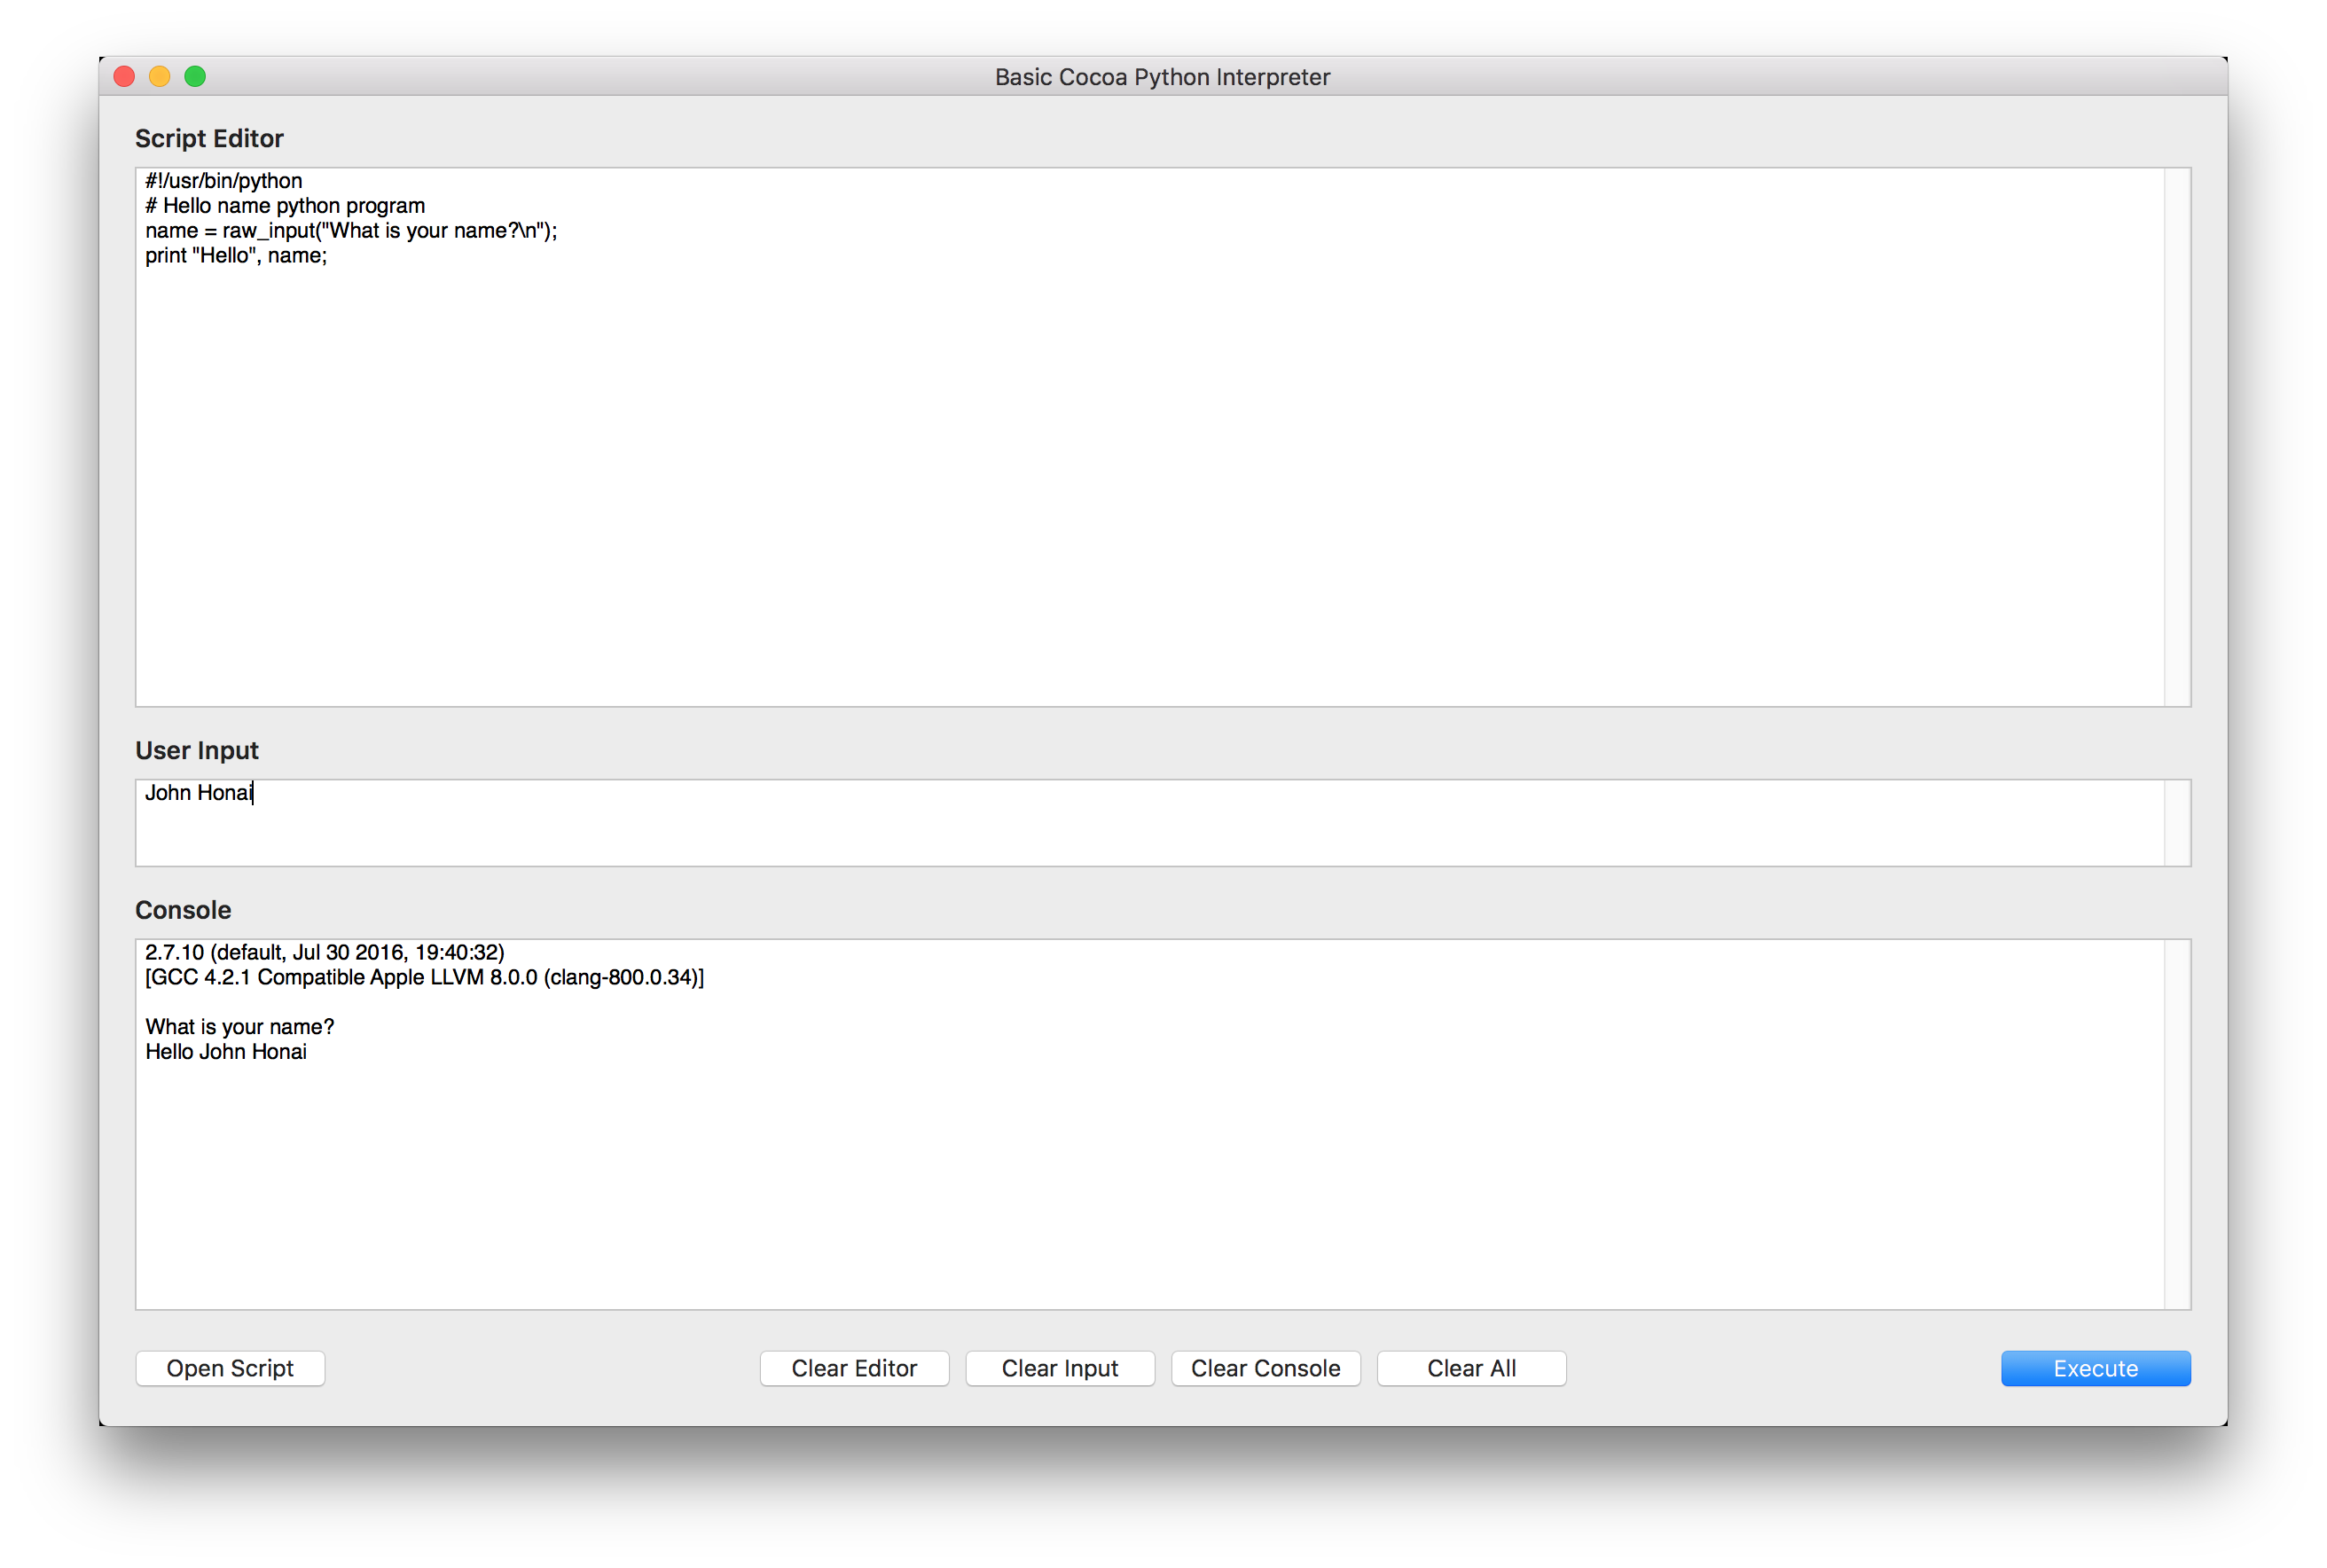 Basic Cocoa Python Interpreter
Script Editor
#!/usr/bin/python
# Hello name python program
name = raw_input("What is your name?\n");
print "Hello", name;
User Input
John Honai
Console
2.7.10 (default, Jul 30 2016, 19:40:32)
[GCC 4.2.1 Compatible Apple LLVM 8.0.0 (clang-800.0.34)]
What is your name?
Hello John Honai
Open Script
Clear Editor
Clear Input
Clear Console
Clear All
Execute